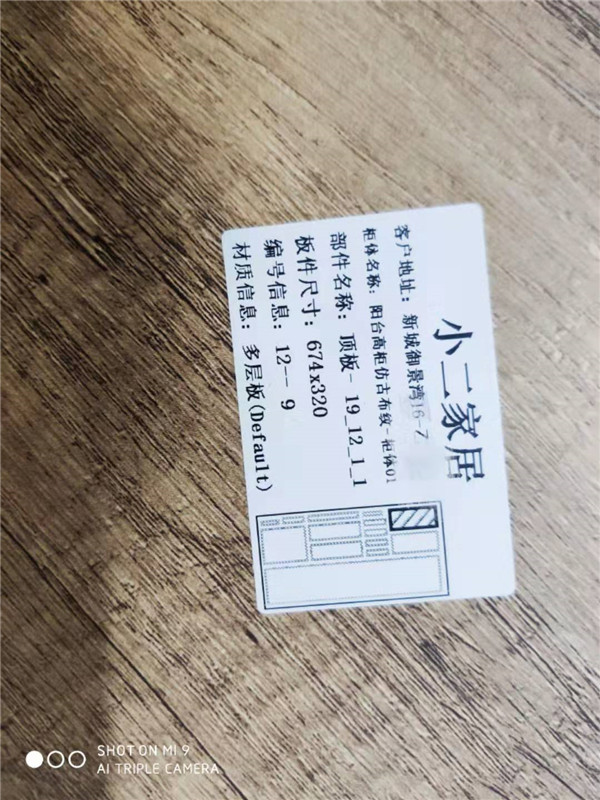 小二家居
客户地址: 新城御景湾16-7
柜体名称: 阳台高柜仿古布纹-柜体01
部件名称: 顶板- 19_12_1_1
板件尺寸: 674x320
编号信息: 12-- 9
材质信息: 多层板(Default)
SHOT ON MI 9
AI TRIPLE CAMERA